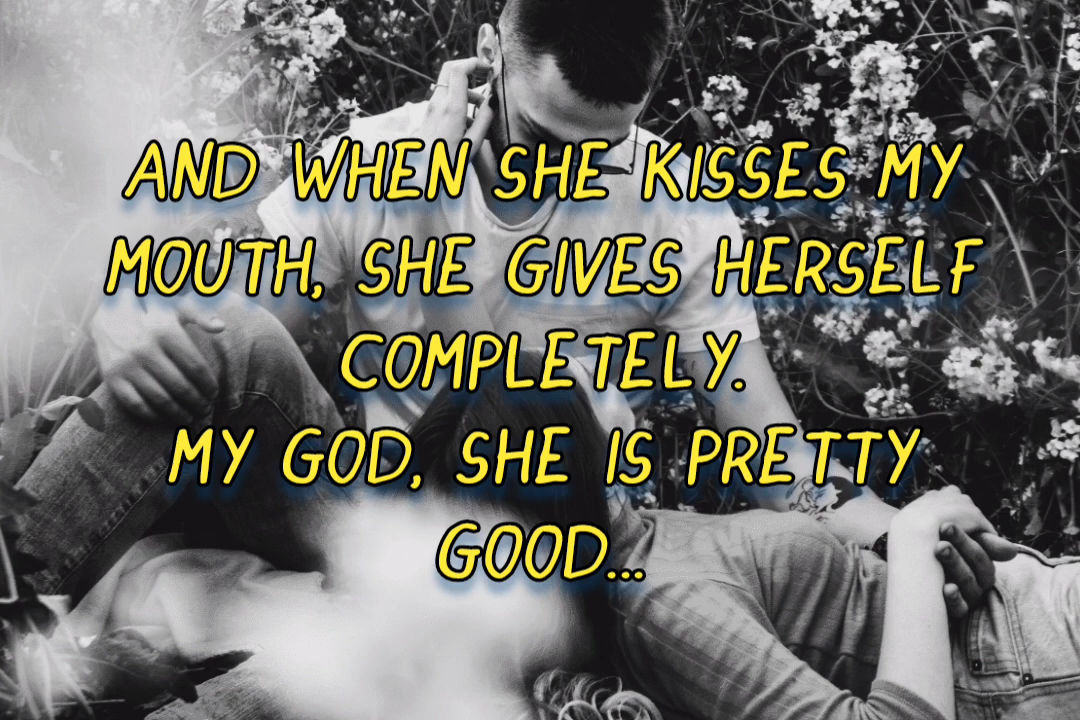 AND WHEN SHE KISSES MY
MOUTH, SHE GIVES HERSELF
COMPLETELY.
MY GOD, SHE IS PRETTY
GOOD...